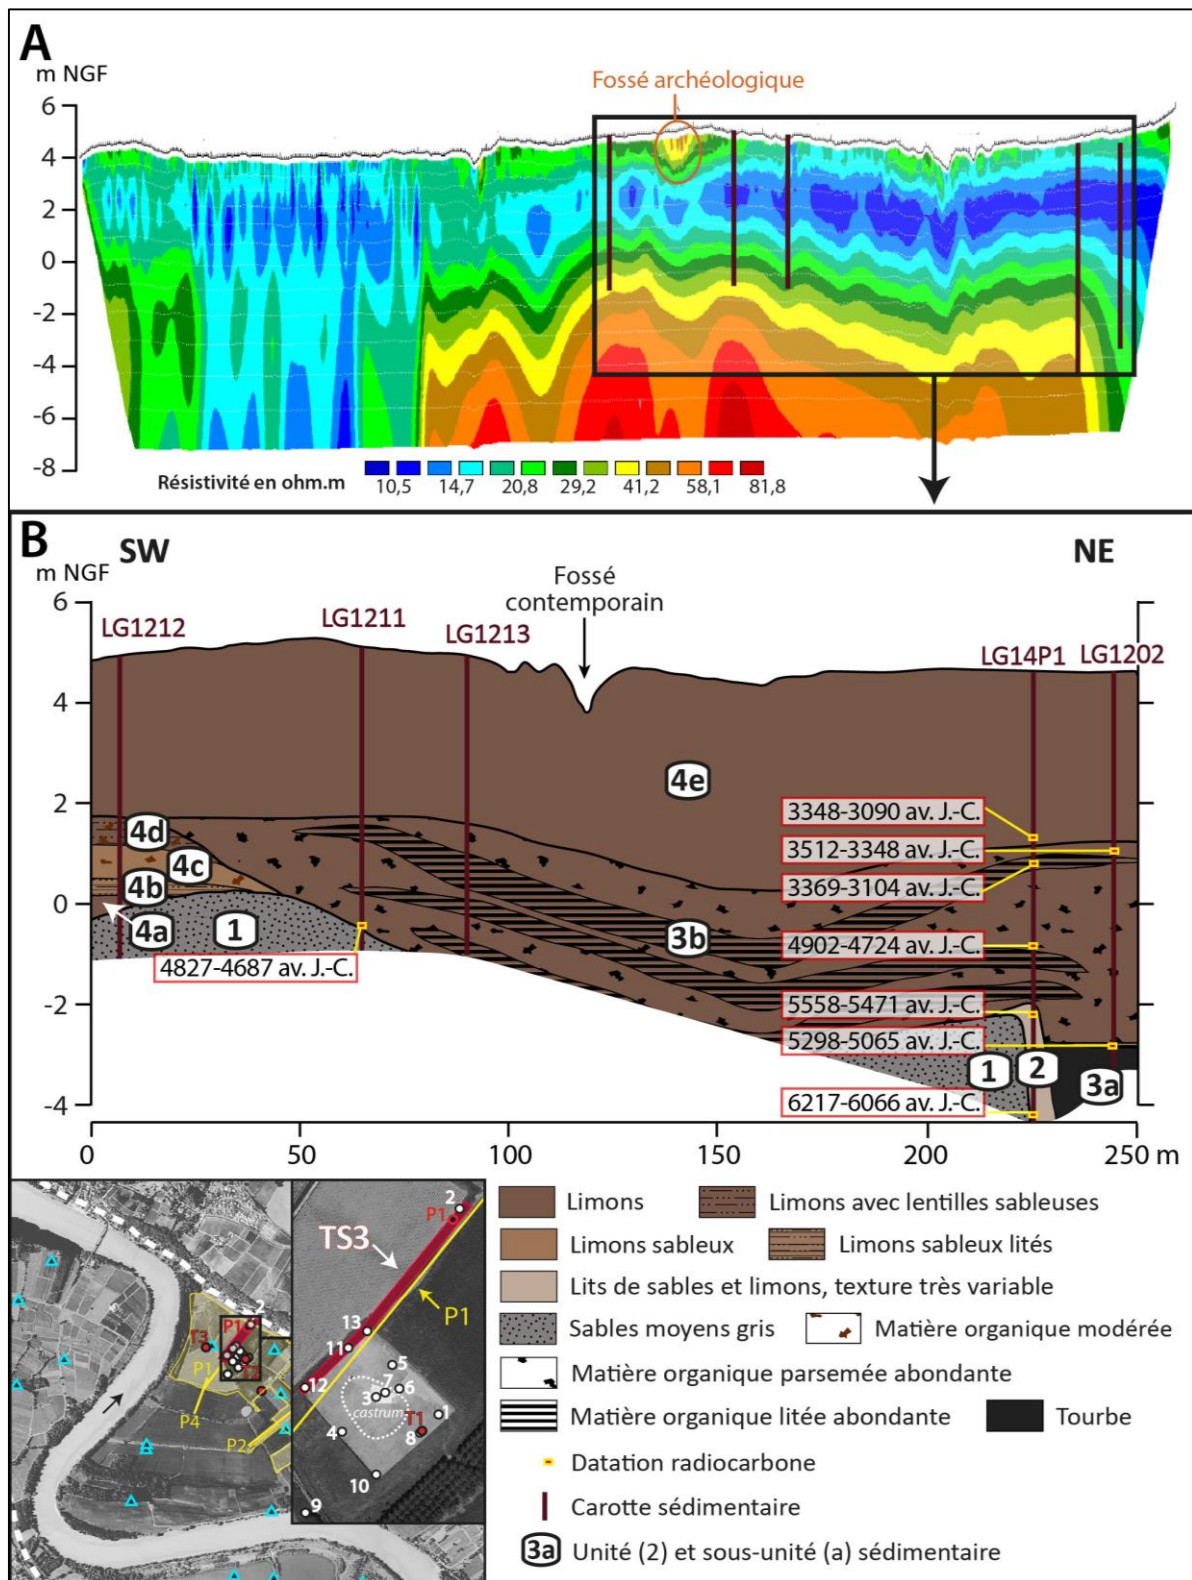 A
m NGF
Fossé archéologique
6
4
2
0
-2
-4
-6
-8
Résistivité en ohm.m
10,5 14,7 20,8 29,2 41,2 58,1 81,8
B
SW
NE
m NGF
Fossé
contemporain
6
4
2
0
-2
-4
LG1212
LG1211
LG1213
LG14P1
LG1202
4e
4d
4c
4b
4a
1
3b
1
2
3a
3348-3090 av. J.-C.
3512-3348 av. J.-C.
3369-3104 av. J.-C.
4902-4724 av. J.-C.
4827-4687 av. J.-C.
5558-5471 av. J.-C.
5298-5065 av. J.-C.
6217-6066 av. J.-C.
0 50 100 150 200 250 m
2
P1
T3
P1
P4
P2
2
P1
TS3
P1
13
11
12
5
7
3
6
castrum
1
T1
4
8
10
9
Limons
Limons avec lentilles sableuses
Limons sableux
Limons sableux lités
Lits de sables et limons, texture très variable
Sables moyens gris
Matière organique modérée
Matière organique parsemée abondante
Matière organique litée abondante
Tourbe
Datation radiocarbone
Carotte sédimentaire
3a
Unité (2) et sous-unité (a) sédimentaire